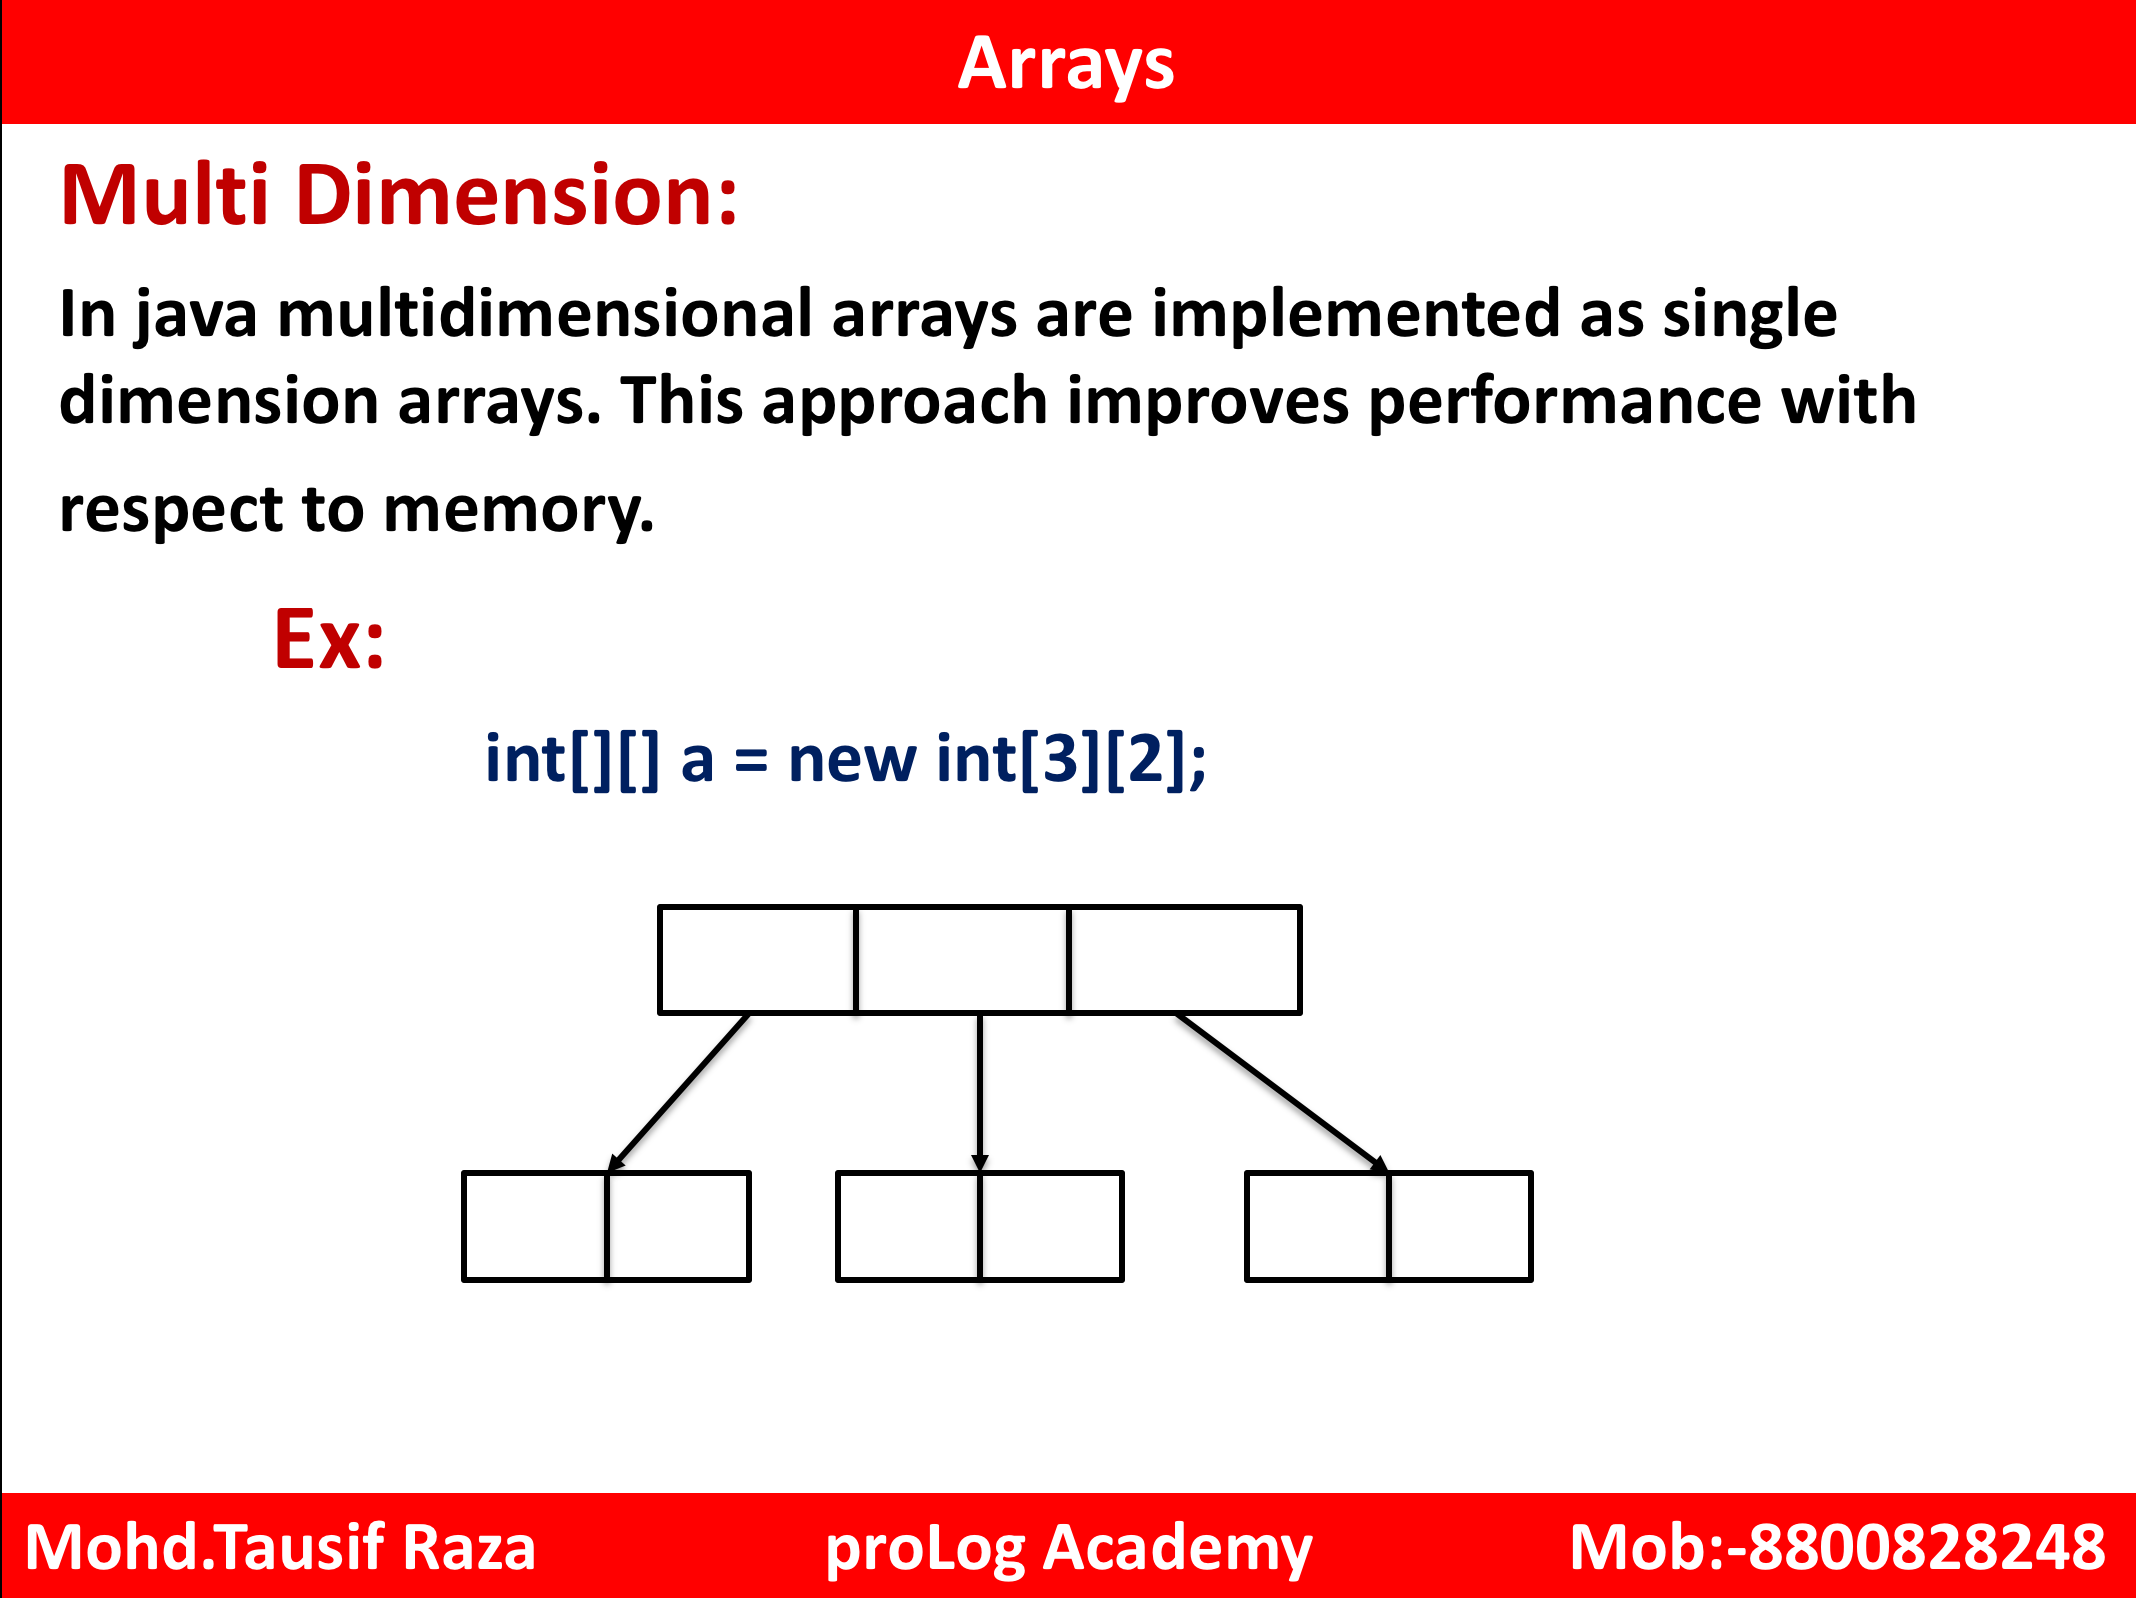 Arrays
Multi Dimension:
In java multidimensional arrays are implemented as single
dimension arrays. This approach improves performance with
respect to memory.
Ex:
int[][] a = new int[3][2];
Mohd.Tausif Raza proLog Academy Mob:-8800828248